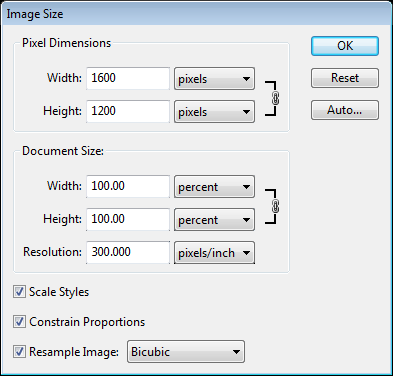 Image Size
Pixel Dimensions
OK
Width: 1600 pixels
Reset
Height: 1200 pixels
Auto...
Document Size:
Width: 100.00 percent
Height: 100.00 percent
Resolution: 300.000 pixels/inch
Scale Styles
Constrain Proportions
Resample Image: Bicubic